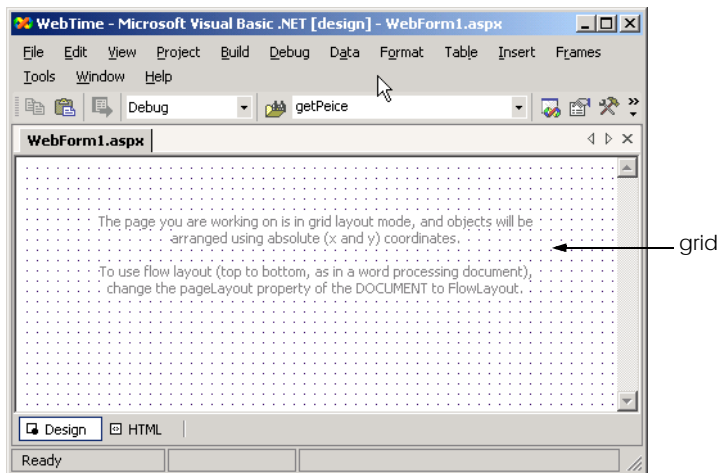 WebTime - Microsoft Visual Basic .NET [design] - WebForm1.aspx
File Edit View Project Build Debug Data Format Table Insert Frames
Tools Window Help
Debug getPeice
WebForm1.aspx
The page you are working on is in grid layout mode, and objects will be
arranged using absolute (x and y) coordinates.
grid
To use flow layout (top to bottom, as in a word processing document),
change the pageLayout property of the DOCUMENT to FlowLayout.
Design HTML
Ready